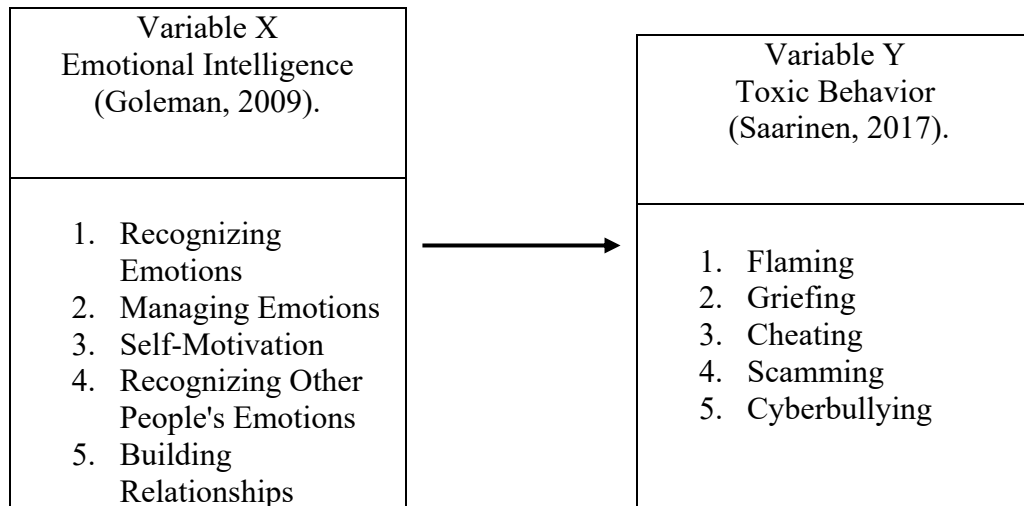 Variable X
Emotional Intelligence
(Goleman, 2009).
1. Recognizing
Emotions
2. Managing Emotions
3. Self-Motivation
4. Recognizing Other
People's Emotions
5. Building
Relationships
Variable Y
Toxic Behavior
(Saarinen, 2017).
1. Flaming
2. Griefing
3. Cheating
4. Scamming
5. Cyberbullying